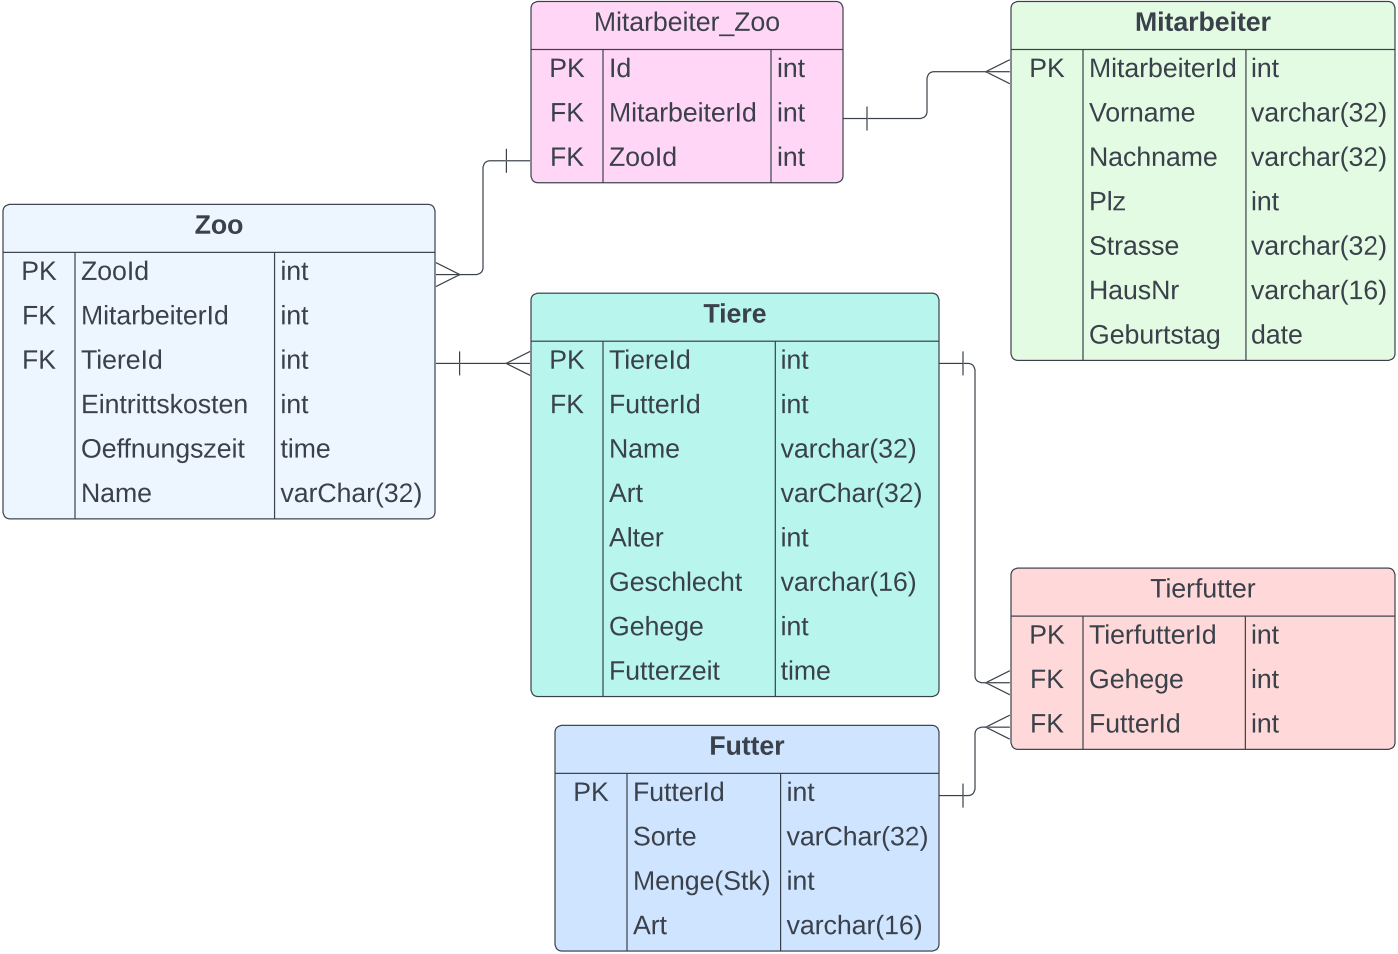 Mitarbeiter_Zoo
PK Id int
FK MitarbeiterId int
FK ZooId int
Mitarbeiter
PK MitarbeiterId int
Vorname varchar(32)
Nachname varchar(32)
Plz int
Strasse varchar(32)
HausNr varchar(16)
Geburtstag date
Zoo
PK ZooId int
FK MitarbeiterId int
FK TiereId int
Eintrittskosten int
Oeffnungszeit time
Name varChar(32)
Tiere
PK TiereId int
FK FutterId int
Name varchar(32)
Art varChar(32)
Alter int
Geschlecht varchar(16)
Gehege int
Futterzeit time
Tierfutter
PK TierfutterId int
FK Gehege int
FK FutterId int
Futter
PK FutterId int
Sorte varChar(32)
Menge(Stk) int
Art varchar(16)